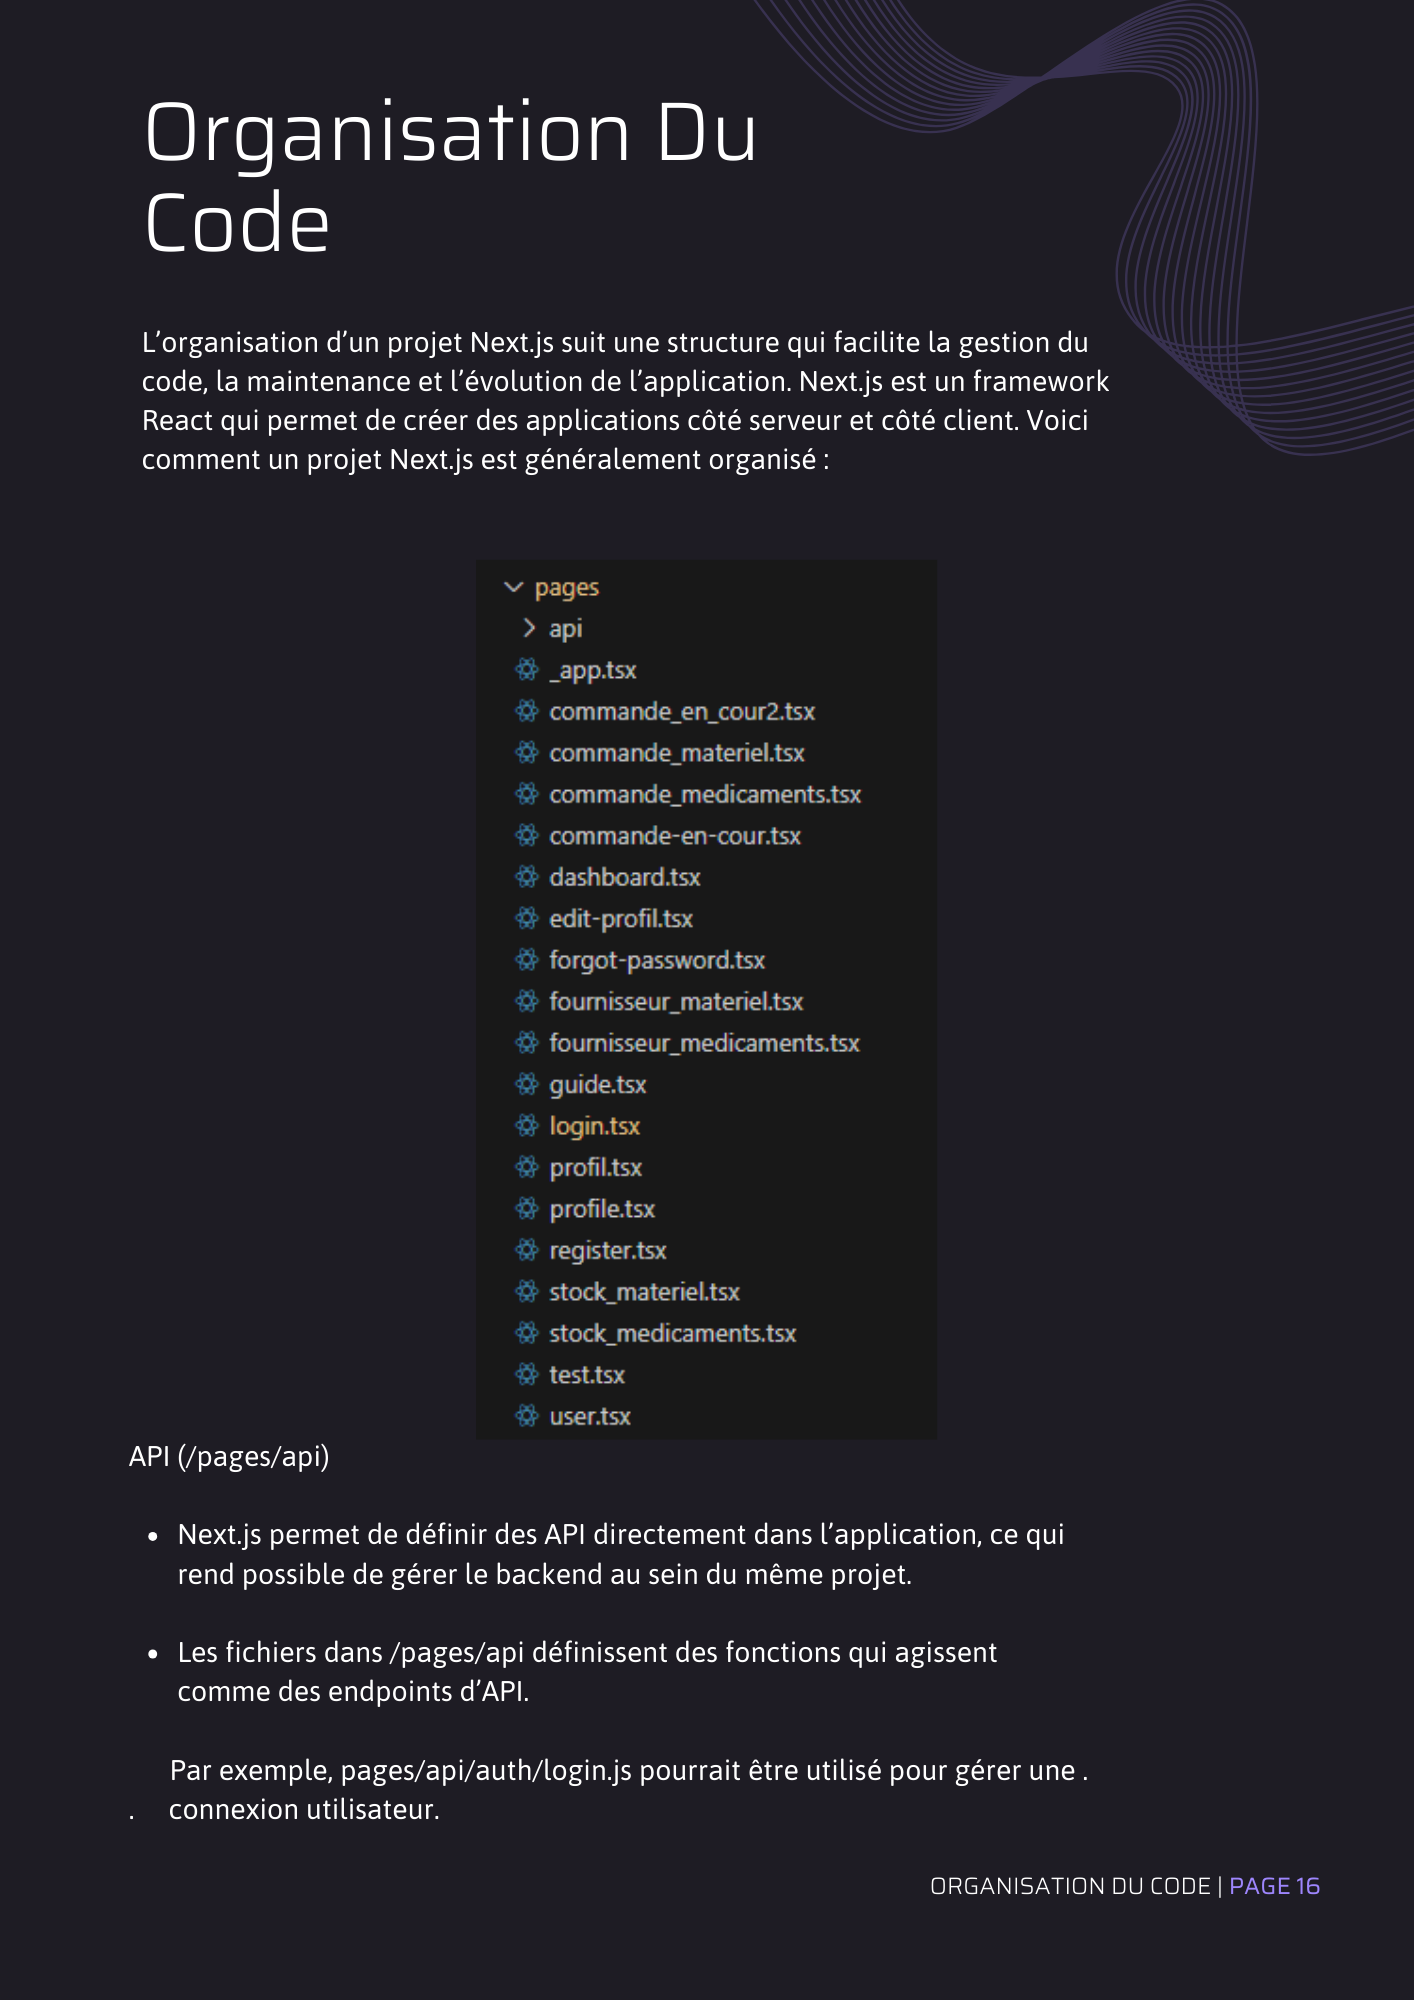 Organisation Du
Code
L’organisation d’un projet Next.js suit une structure qui facilite la gestion du
code, la maintenance et l’évolution de l’application. Next.js est un framework
React qui permet de créer des applications côté serveur et côté client. Voici
comment un projet Next.js est généralement organisé :
pages
api
_app.tsx
commande_en_cour2.tsx
commande_materiel.tsx
commande_medicaments.tsx
commande-en-cour.tsx
dashboard.tsx
edit-profil.tsx
forgot-password.tsx
fournisseur_materiel.tsx
fournisseur_medicaments.tsx
guide.tsx
login.tsx
profil.tsx
profile.tsx
register.tsx
stock_materiel.tsx
stock_medicaments.tsx
test.tsx
user.tsx
API (/pages/api)
• Next.js permet de définir des API directement dans l’application, ce qui
rend possible de gérer le backend au sein du même projet.
• Les fichiers dans /pages/api définissent des fonctions qui agissent
comme des endpoints d’API.
Par exemple, pages/api/auth/login.js pourrait être utilisé pour gérer une .
. connexion utilisateur.
ORGANISATION DU CODE | PAGE 16